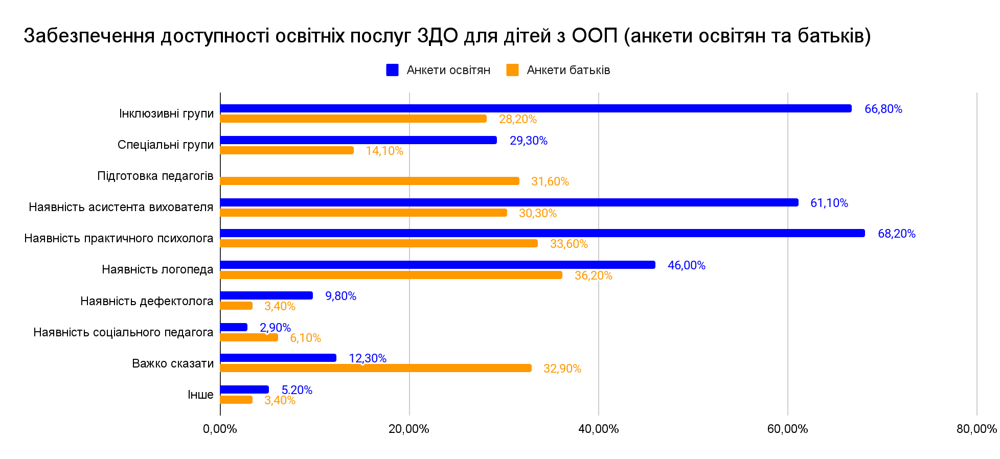 Забезпечення доступності освітніх послуг ЗДО для дітей з ООП (анкети освітян та батьків)
Анкети освітян Анкети батьків
Інклюзивні групи 66,80%
28,20%
Спеціальні групи 29,30%
14,10%
Підготовка педагогів 31,60%
Наявність асистента вихователя 61,10%
30,30%
Наявність практичного психолога 68,20%
33,60%
Наявність логопеда 46,00%
36,20%
Наявність дефектолога 9,80%
3,40%
Наявність соціального педагога 2,90%
6,10%
Важко сказати 12,30%
32,90%
Інше 5.20%
3,40%
0,00% 20,00% 40,00% 60,00% 80,00%